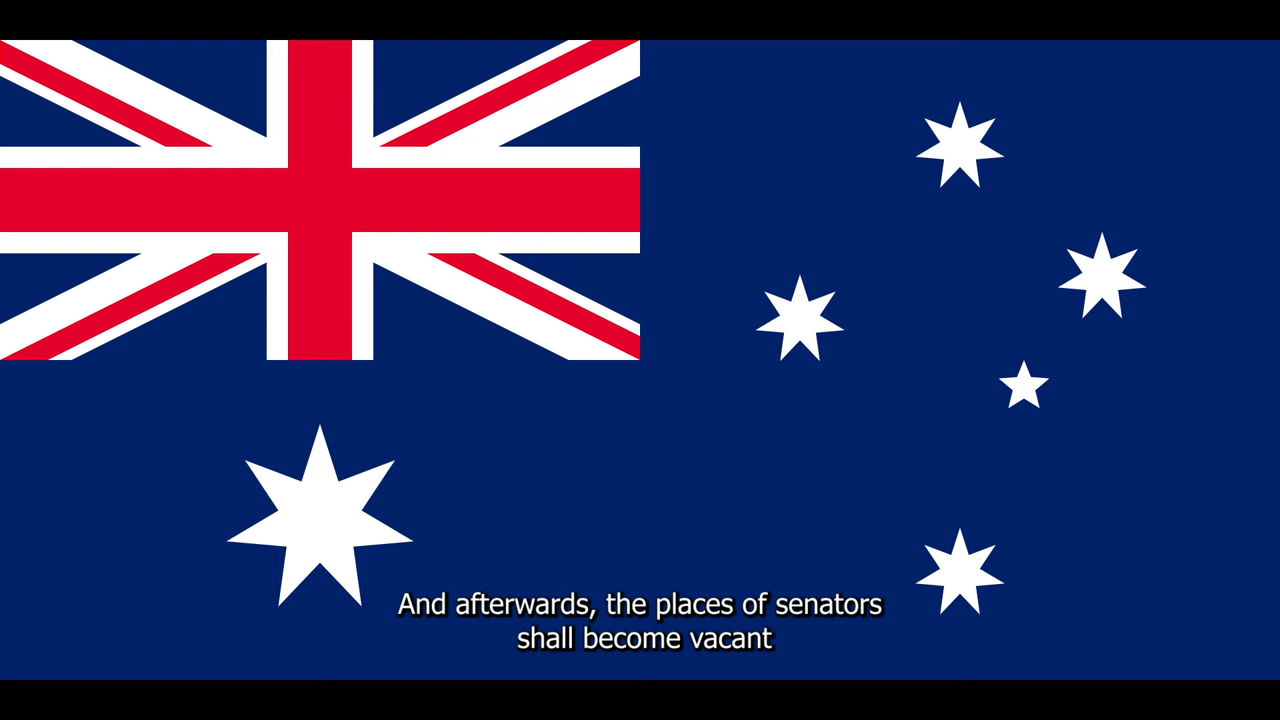 And afterwards, the places of senators
shall become vacant